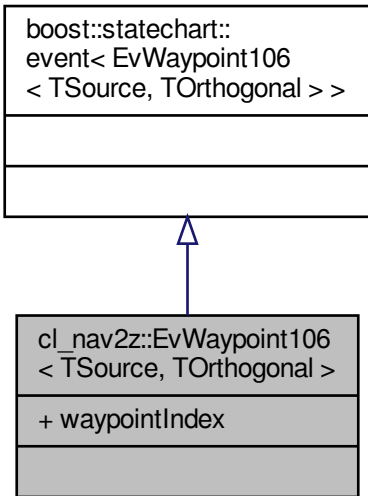 boost::statechart::
event< EvWaypoint106
< TSource, TOrthogonal > >
cl_nav2z::EvWaypoint106
< TSource, TOrthogonal >
+ waypointIndex